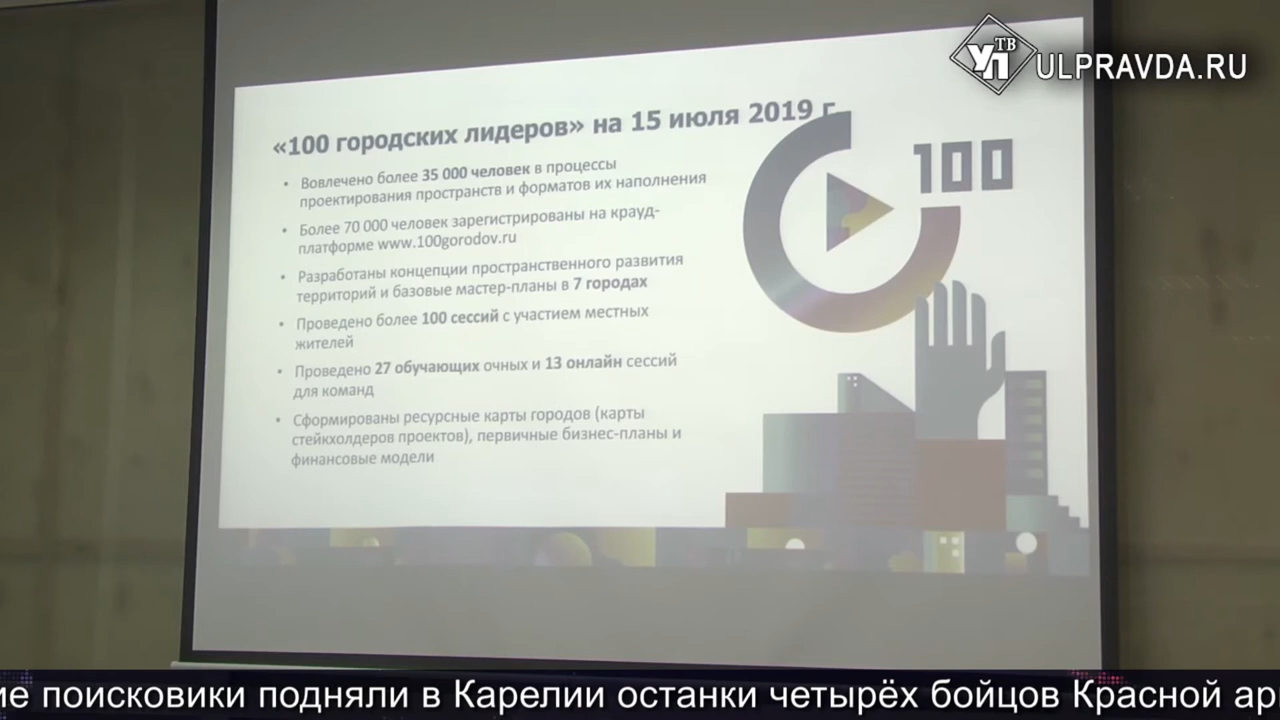 УП ТВ
ULPRAVDA.RU
«100 городских лидеров» на 15 июля 2019 г.
100
• Вовлечено более 35 000 человек в процессы
проектирования пространств и форматов их наполнения
• Более 70 000 человек зарегистрированы на крауд-
платформе www.100gorodov.ru
• Разработаны концепции пространственного развития
территорий и базовые мастер-планы в 7 городах
• Проведено более 100 сессий с участием местных
жителей
• Проведено 27 обучающих очных и 13 онлайн сессий
для команд
• Сформированы ресурсные карты городов (карты
стейкхолдеров проектов), первичные бизнес-планы и
финансовые модели
ие поисковики подняли в Карелии останки четырёх бойцов Красной ар